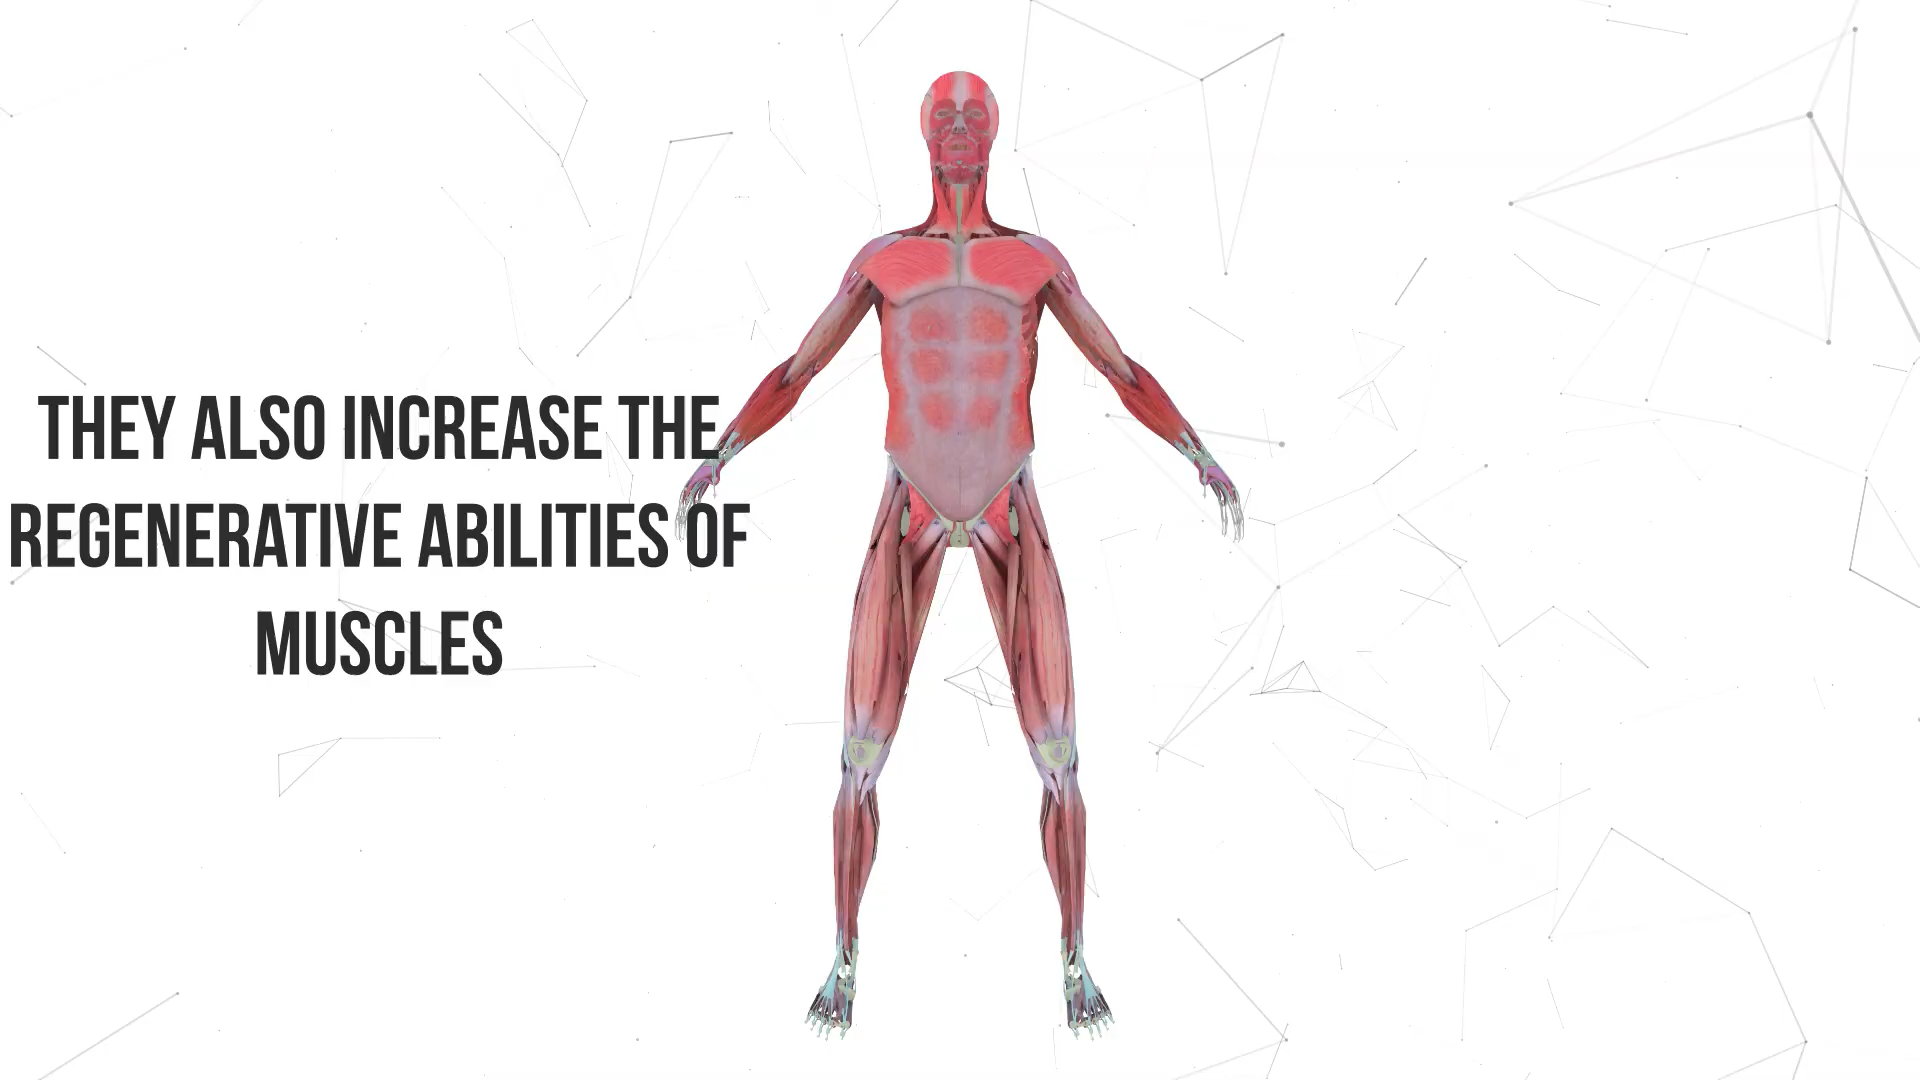 THEY ALSO INCREASE THE
REGENERATIVE ABILITIES OF
MUSCLES